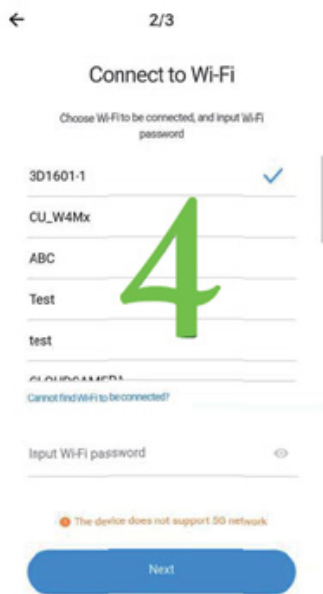 2/3
Connect to Wi-Fi
Choose Wi-Fi to be connected, and input Wi-Fi
password
3D1601-1
CU_W4Mx
ABC
4
Test
test
CLOUDCAMERA
Cannot find Wi-Fi to be connected?
Input Wi-Fi password
The device does not support 5G network
Next